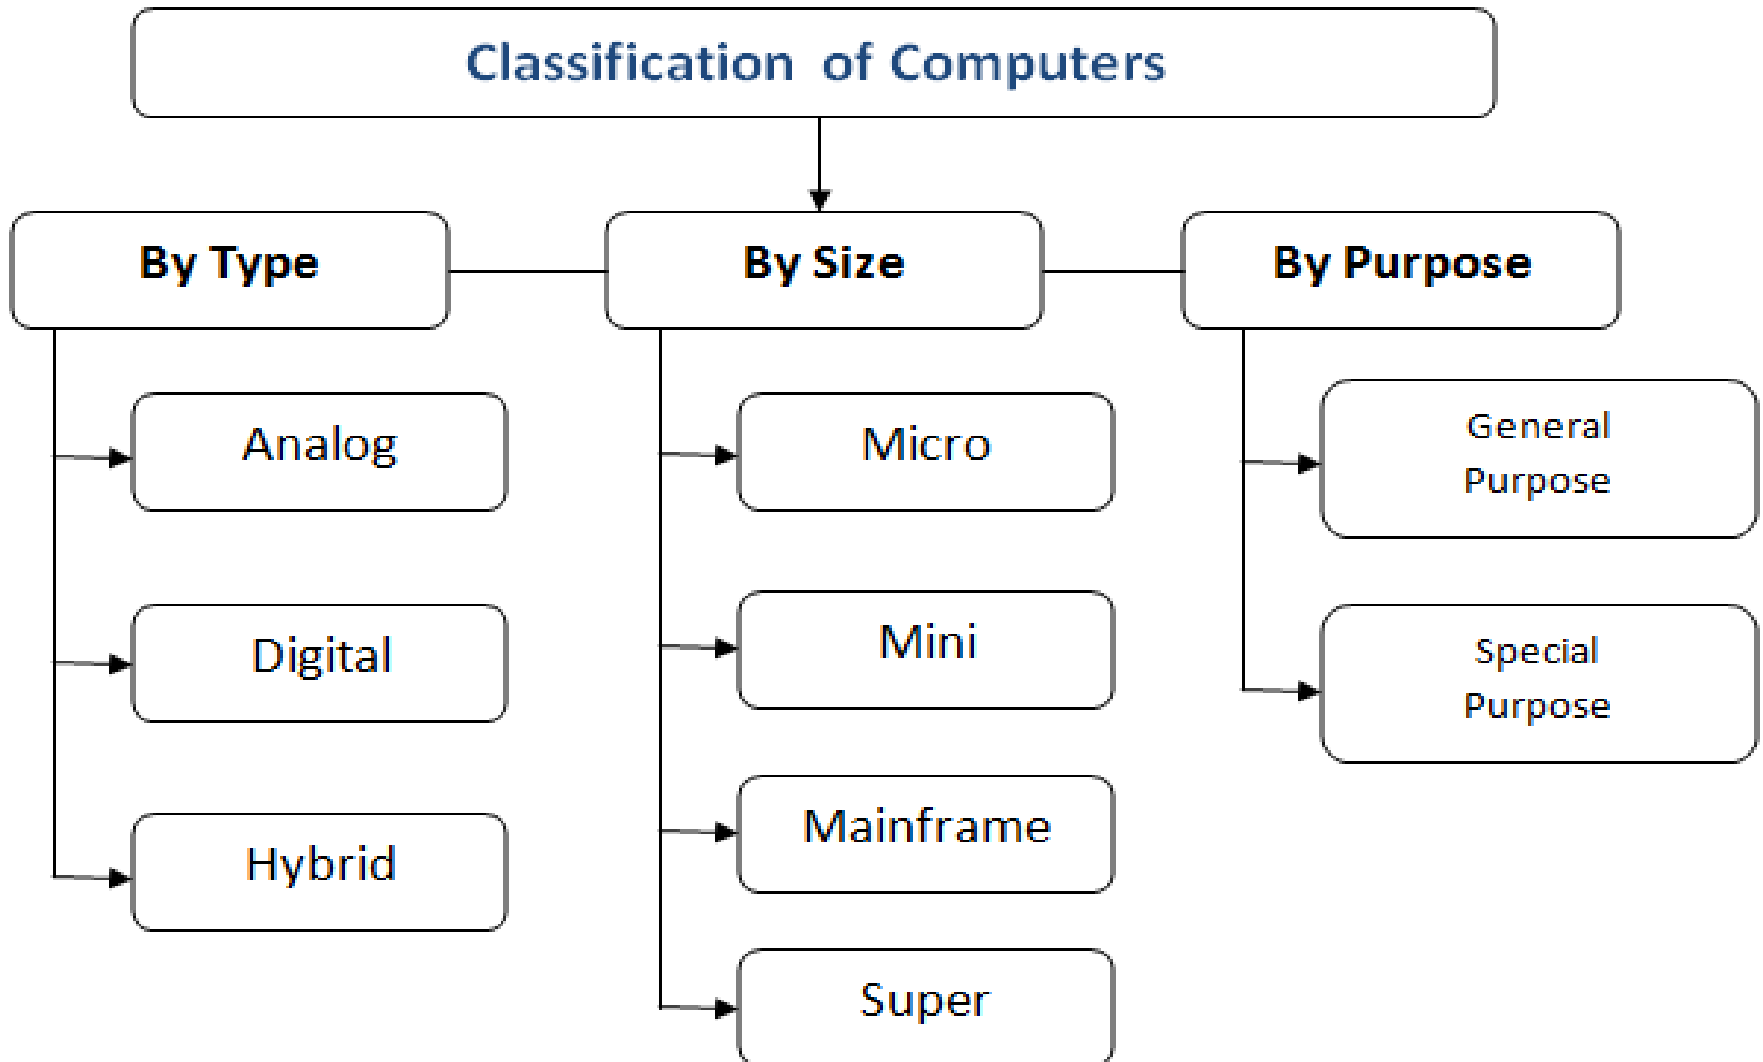 Classification of Computers
By Type
By Size
By Purpose
Analog
Digital
Hybrid
Micro
Mini
Mainframe
Super
General
Purpose
Special
Purpose